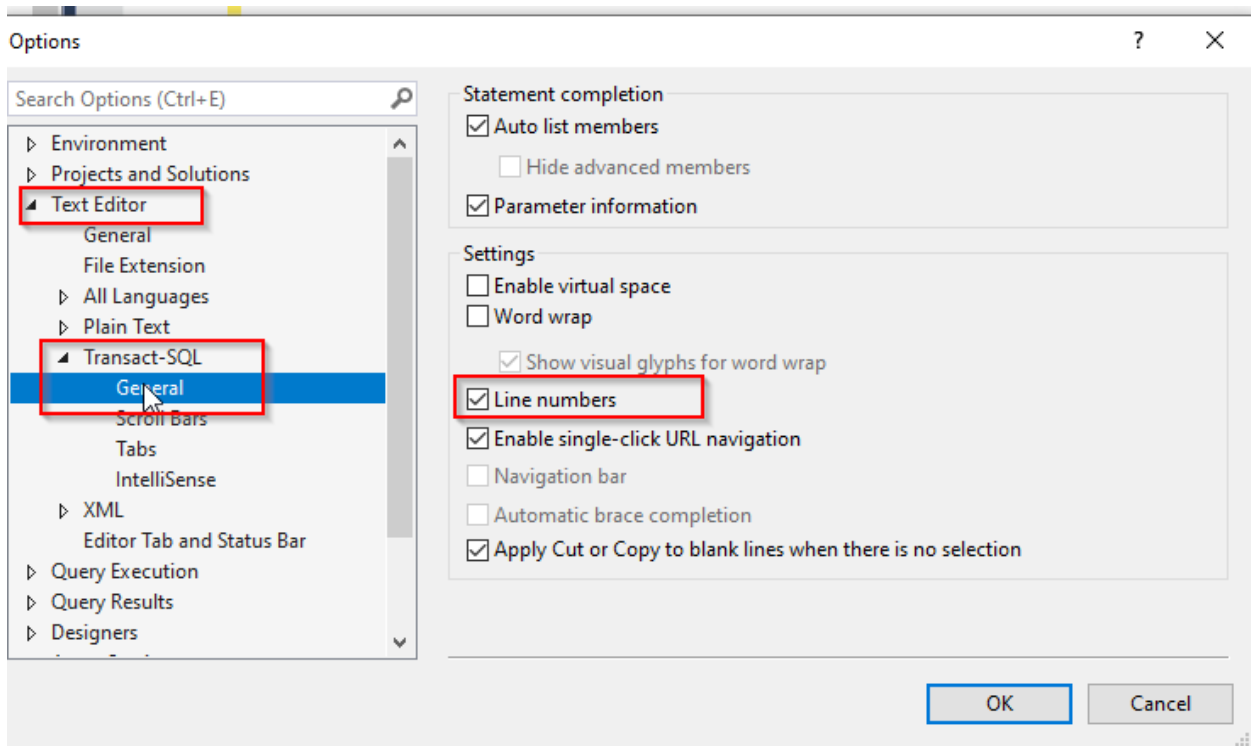 Options
?
Search Options (Ctrl+E)
Environment
Projects and Solutions
Text Editor
General
File Extension
All Languages
Plain Text
Transact-SQL
General
Scroll Bars
Tabs
IntelliSense
XML
Editor Tab and Status Bar
Query Execution
Query Results
Designers
Statement completion
Auto list members
Hide advanced members
Parameter information
Settings
Enable virtual space
Word wrap
Show visual glyphs for word wrap
Line numbers
Enable single-click URL navigation
Navigation bar
Automatic brace completion
Apply Cut or Copy to blank lines when there is no selection
OK
Cancel